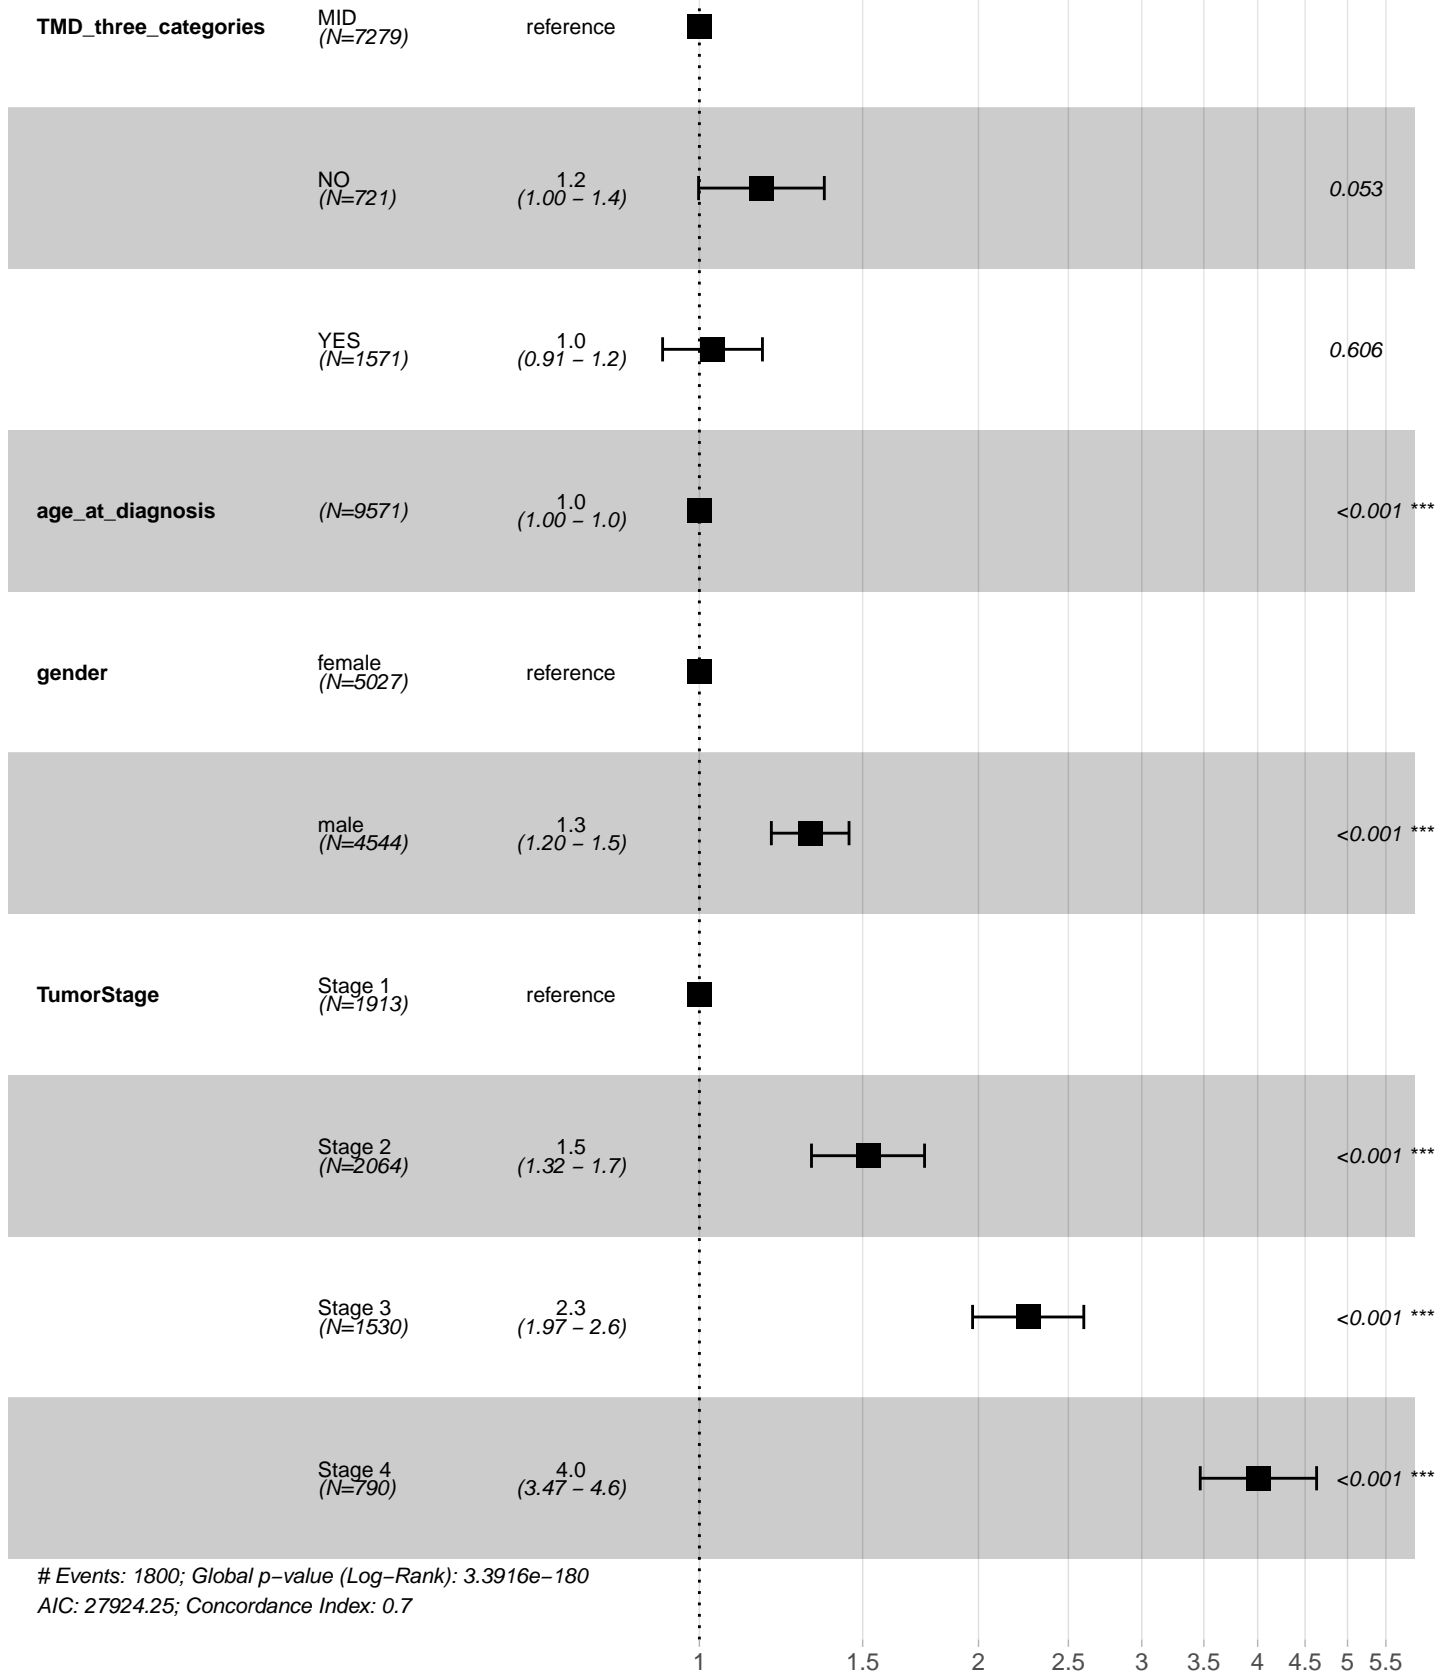 TMD_three_categories MID reference
(N=7279)
NO 1.2 0.053
(N=721) (1.00 – 1.4)
YES 1.0 0.606
(N=1571) (0.91 – 1.2)
age_at_diagnosis (N=9571) 1.0 <0.001 ***
(1.00 – 1.0)
gender female reference
(N=5027)
male 1.3 <0.001 ***
(N=4544) (1.20 – 1.5)
TumorStage Stage 1 reference
(N=1913)
Stage 2 1.5 <0.001 ***
(N=2064) (1.32 – 1.7)
Stage 3 2.3 <0.001 ***
(N=1530) (1.97 – 2.6)
Stage 4 4.0 <0.001 ***
(N=790) (3.47 – 4.6)
# Events: 1800; Global p−value (Log−Rank): 3.3916e−180
AIC: 27924.25; Concordance Index: 0.7
1 1.5 2 2.5 3 3.5 4 4.5 5 5.5